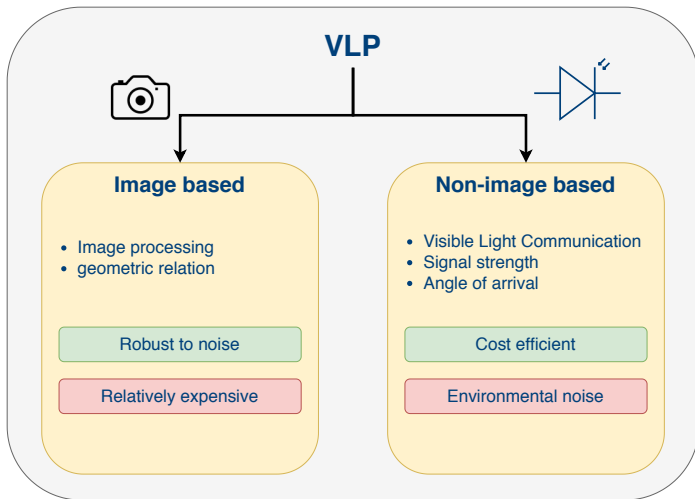 VLP
Image based
• Image processing
• geometric relation
Robust to noise
Relatively expensive
Non-image based
• Visible Light Communication
• Signal strength
• Angle of arrival
Cost efficient
Environmental noise